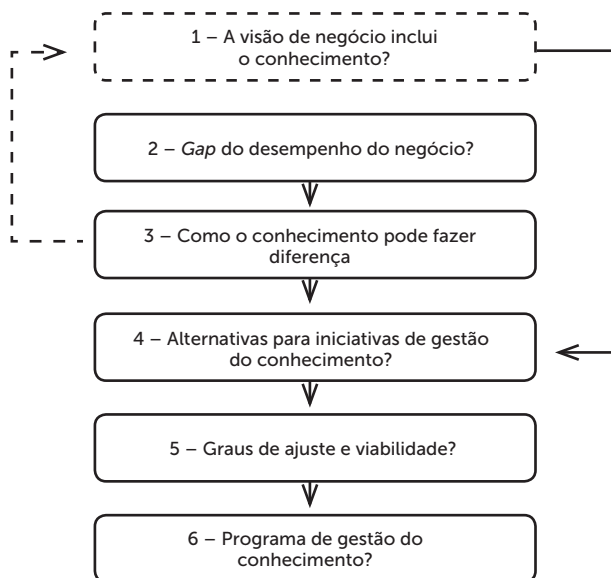 1 – A visão de negócio inclui
o conhecimento?
2 – Gap do desempenho do negócio?
3 – Como o conhecimento pode fazer
diferença
4 – Alternativas para iniciativas de gestão
do conhecimento?
5 – Graus de ajuste e viabilidade?
6 – Programa de gestão do
conhecimento?